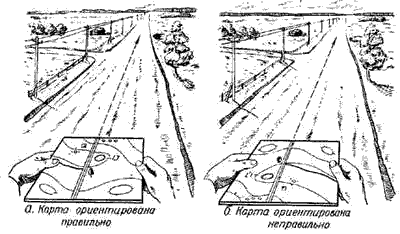 а. Карта ориентирована
правильно
б. Карта ориентирована
неправильно